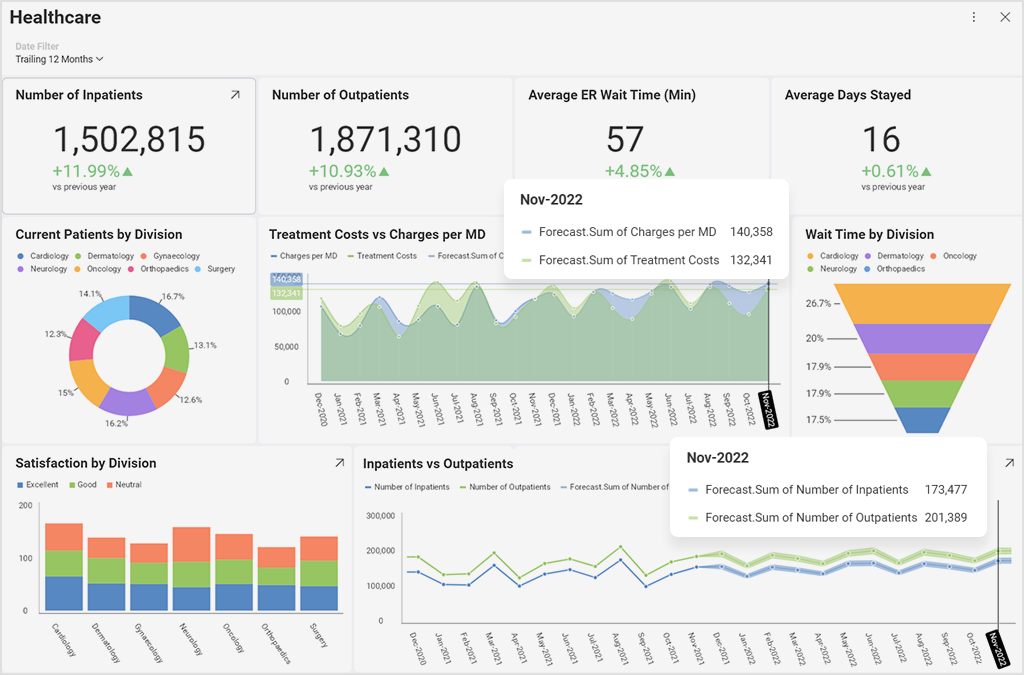 Healthcare
Date Filter
Trailing 12 Months
Number of Inpatients
1,502,815
+11.99%
vs previous year
Number of Outpatients
1,871,310
+10.93%
vs previous year
Average ER Wait Time (Min)
57
+4.85%
Average Days Stayed
16
+0.61%
vs previous year
Nov-2022
Forecast.Sum of Charges per MD 140,358
Forecast.Sum of Treatment Costs 132,341
Current Patients by Division
Cardiology Dermatology Gynaecology
Neurology Oncology Orthopaedics Surgery
14.1%
16.7%
12.3%
13.1%
15%
12.6%
16.2%
Treatment Costs vs Charges per MD
Charges per MD Treatment Costs Forecast.Sum of C
140,358
132,341
100,000
50,000
0
Dec-2020 Jan-2021 Feb-2021 Mar-2021 Apr-2021 May-2021 Jun-2021 Jul-2021 Aug-2021 Sep-2021 Oct-2021 Nov-2021 Dec-2021 Jan-2022 Feb-2022 Mar-2022 Apr-2022 May-2022 Jun-2022 Jul-2022 Aug-2022 Sep-2022 Oct-2022 Nov-2022
Wait Time by Division
Cardiology Dermatology Oncology
Neurology Orthopaedics
26.7%
20%
17.9%
17.9%
17.5%
Satisfaction by Division
Excellent Good Neutral
200
100
0
Cardiology Dermatology Gynaecology Neurology Oncology Orthopaedics Surgery
Inpatients vs Outpatients
Number of Inpatients Number of Outpatients Forecast.Sum of Number of
300,000
200,000
100,000
0
Dec-2020 Jan-2021 Feb-2021 Mar-2021 Apr-2021 May-2021 Jun-2021 Jul-2021 Aug-2021 Sep-2021 Oct-2021 Nov-2021 Dec-2021 Jan-2022 Feb-2022 Mar-2022 Apr-2022 May-2022 Jun-2022 Jul-2022 Aug-2022 Sep-2022 Oct-2022 Nov-2022
Nov-2022
Forecast.Sum of Number of Inpatients 173,477
Forecast.Sum of Number of Outpatients 201,389